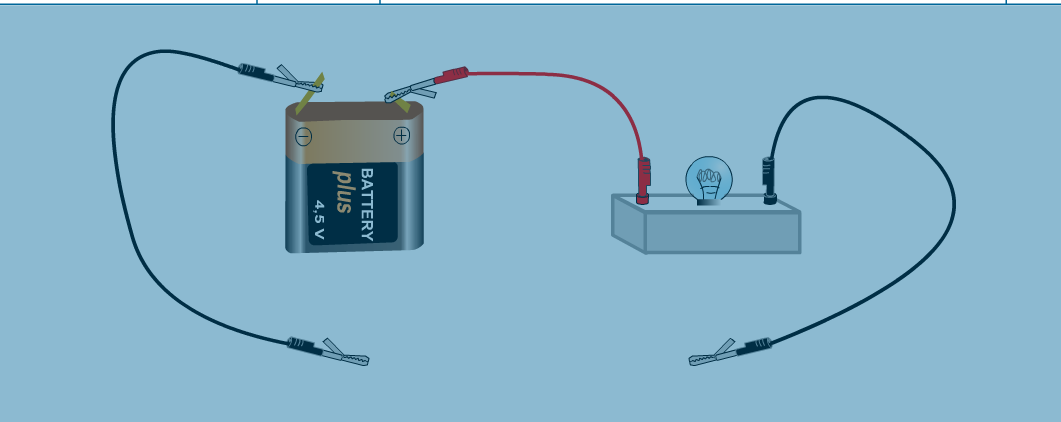 − +
BATTERY
plus
4,5 V